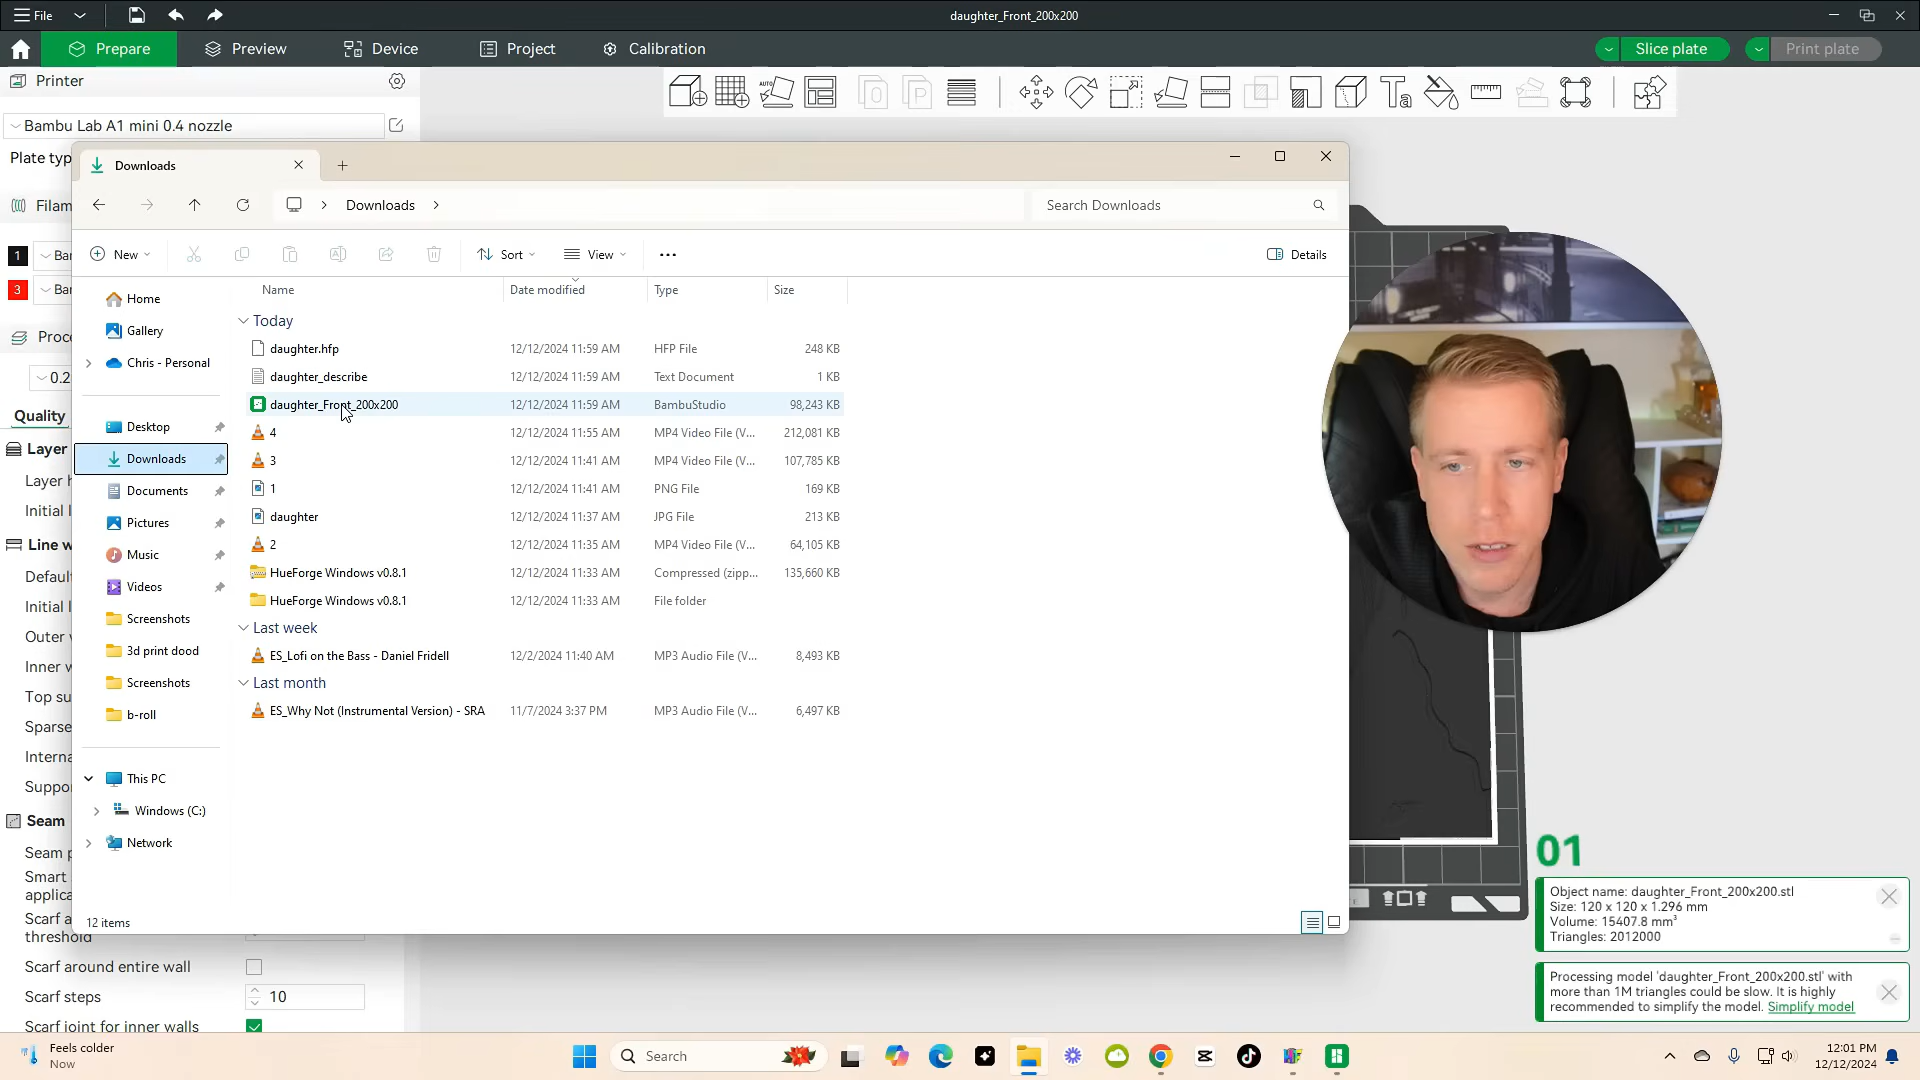 File
daughter_Front_200x200
Prepare
Preview
Device
Project
Calibration
Slice plate
Print plate
Printer
Bambu Lab A1 mini 0.4 nozzle
Plate typ
Filam
1
Ba
3
Ba
Proc
0.2
Quality
Layer
Layer h
Initial l
Line w
Defaul
Initial l
Outer v
Inner v
Top su
Sparse
Interna
Suppo
Seam
Seam p
Smart
applica
Scarf a
threshold
Scarf around entire wall
Scarf steps
10
Scarf joint for inner walls
Downloads
Downloads
Search Downloads
New
Sort
View
Details
Home
Gallery
Chris - Personal
Desktop
Downloads
Documents
Pictures
Music
Videos
Screenshots
3d print dood
Screenshots
b-roll
This PC
Windows (C:)
Network
Name Date modified Type Size
Today
daughter.hfp 12/12/2024 11:59 AM HFP File 248 KB
daughter_describe 12/12/2024 11:59 AM Text Document 1 KB
daughter_Front_200x200 12/12/2024 11:59 AM BambuStudio 98,243 KB
4 12/12/2024 11:55 AM MP4 Video File (V... 212,081 KB
3 12/12/2024 11:41 AM MP4 Video File (V... 107,785 KB
1 12/12/2024 11:41 AM PNG File 169 KB
daughter 12/12/2024 11:37 AM JPG File 213 KB
2 12/12/2024 11:35 AM MP4 Video File (V... 64,105 KB
HueForge Windows v0.8.1 12/12/2024 11:33 AM Compressed (zipp... 135,660 KB
HueForge Windows v0.8.1 12/12/2024 11:33 AM File folder
Last week
ES_Lofi on the Bass - Daniel Fridell 12/2/2024 11:40 AM MP3 Audio File (V... 8,493 KB
Last month
ES_Why Not (Instrumental Version) - SRA 11/7/2024 3:37 PM MP3 Audio File (V... 6,497 KB
12 items
01
Object name: daughter_Front_200x200.stl
Size: 120 x 120 x 1.296 mm
Volume: 15407.8 mm³
Triangles: 2012000
Processing model 'daughter_Front_200x200.stl' with
more than 1M triangles could be slow. It is highly
recommended to simplify the model. Simplify model
Feels colder
Now
Search
12:01 PM
12/12/2024